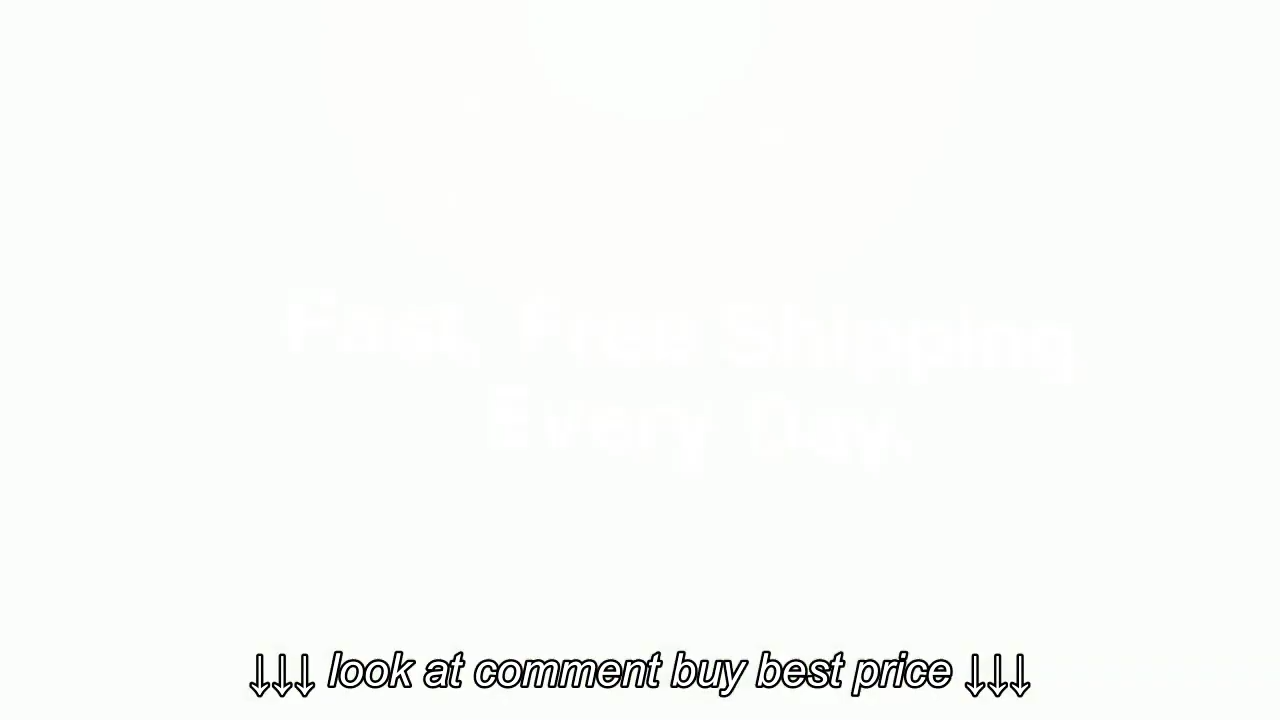 Fast, Free Shipping
Every Day.
↓↓↓ look at comment buy best price ↓↓↓